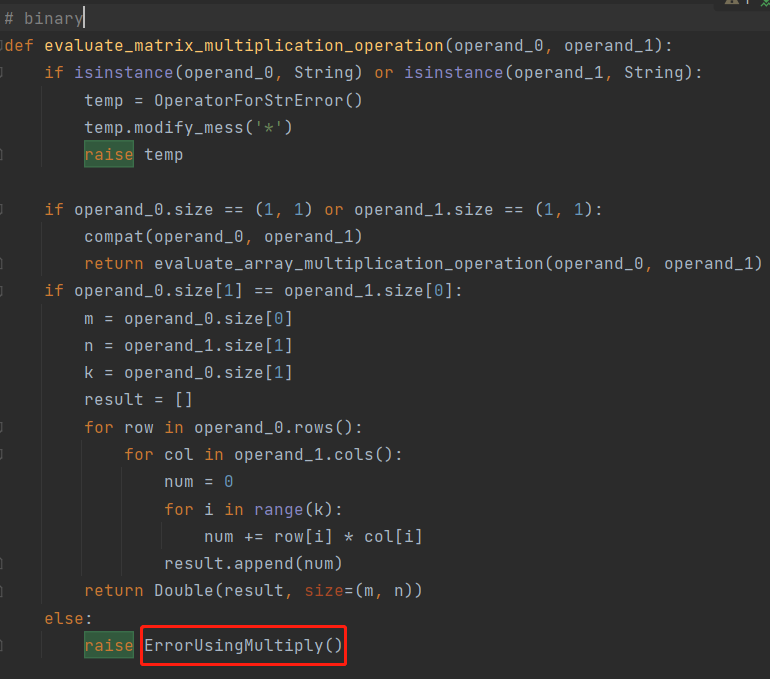 # binary
def evaluate_matrix_multiplication_operation(operand_0, operand_1):
    if isinstance(operand_0, String) or isinstance(operand_1, String):
        temp = OperatorForStrError()
        temp.modify_mess('*')
        raise temp

    if operand_0.size == (1, 1) or operand_1.size == (1, 1):
        compat(operand_0, operand_1)
        return evaluate_array_multiplication_operation(operand_0, operand_1)
    if operand_0.size[1] == operand_1.size[0]:
        m = operand_0.size[0]
        n = operand_1.size[1]
        k = operand_0.size[1]
        result = []
        for row in operand_0.rows():
            for col in operand_1.cols():
                num = 0
                for i in range(k):
                    num += row[i] * col[i]
                result.append(num)
        return Double(result, size=(m, n))
    else:
        raise ErrorUsingMultiply()